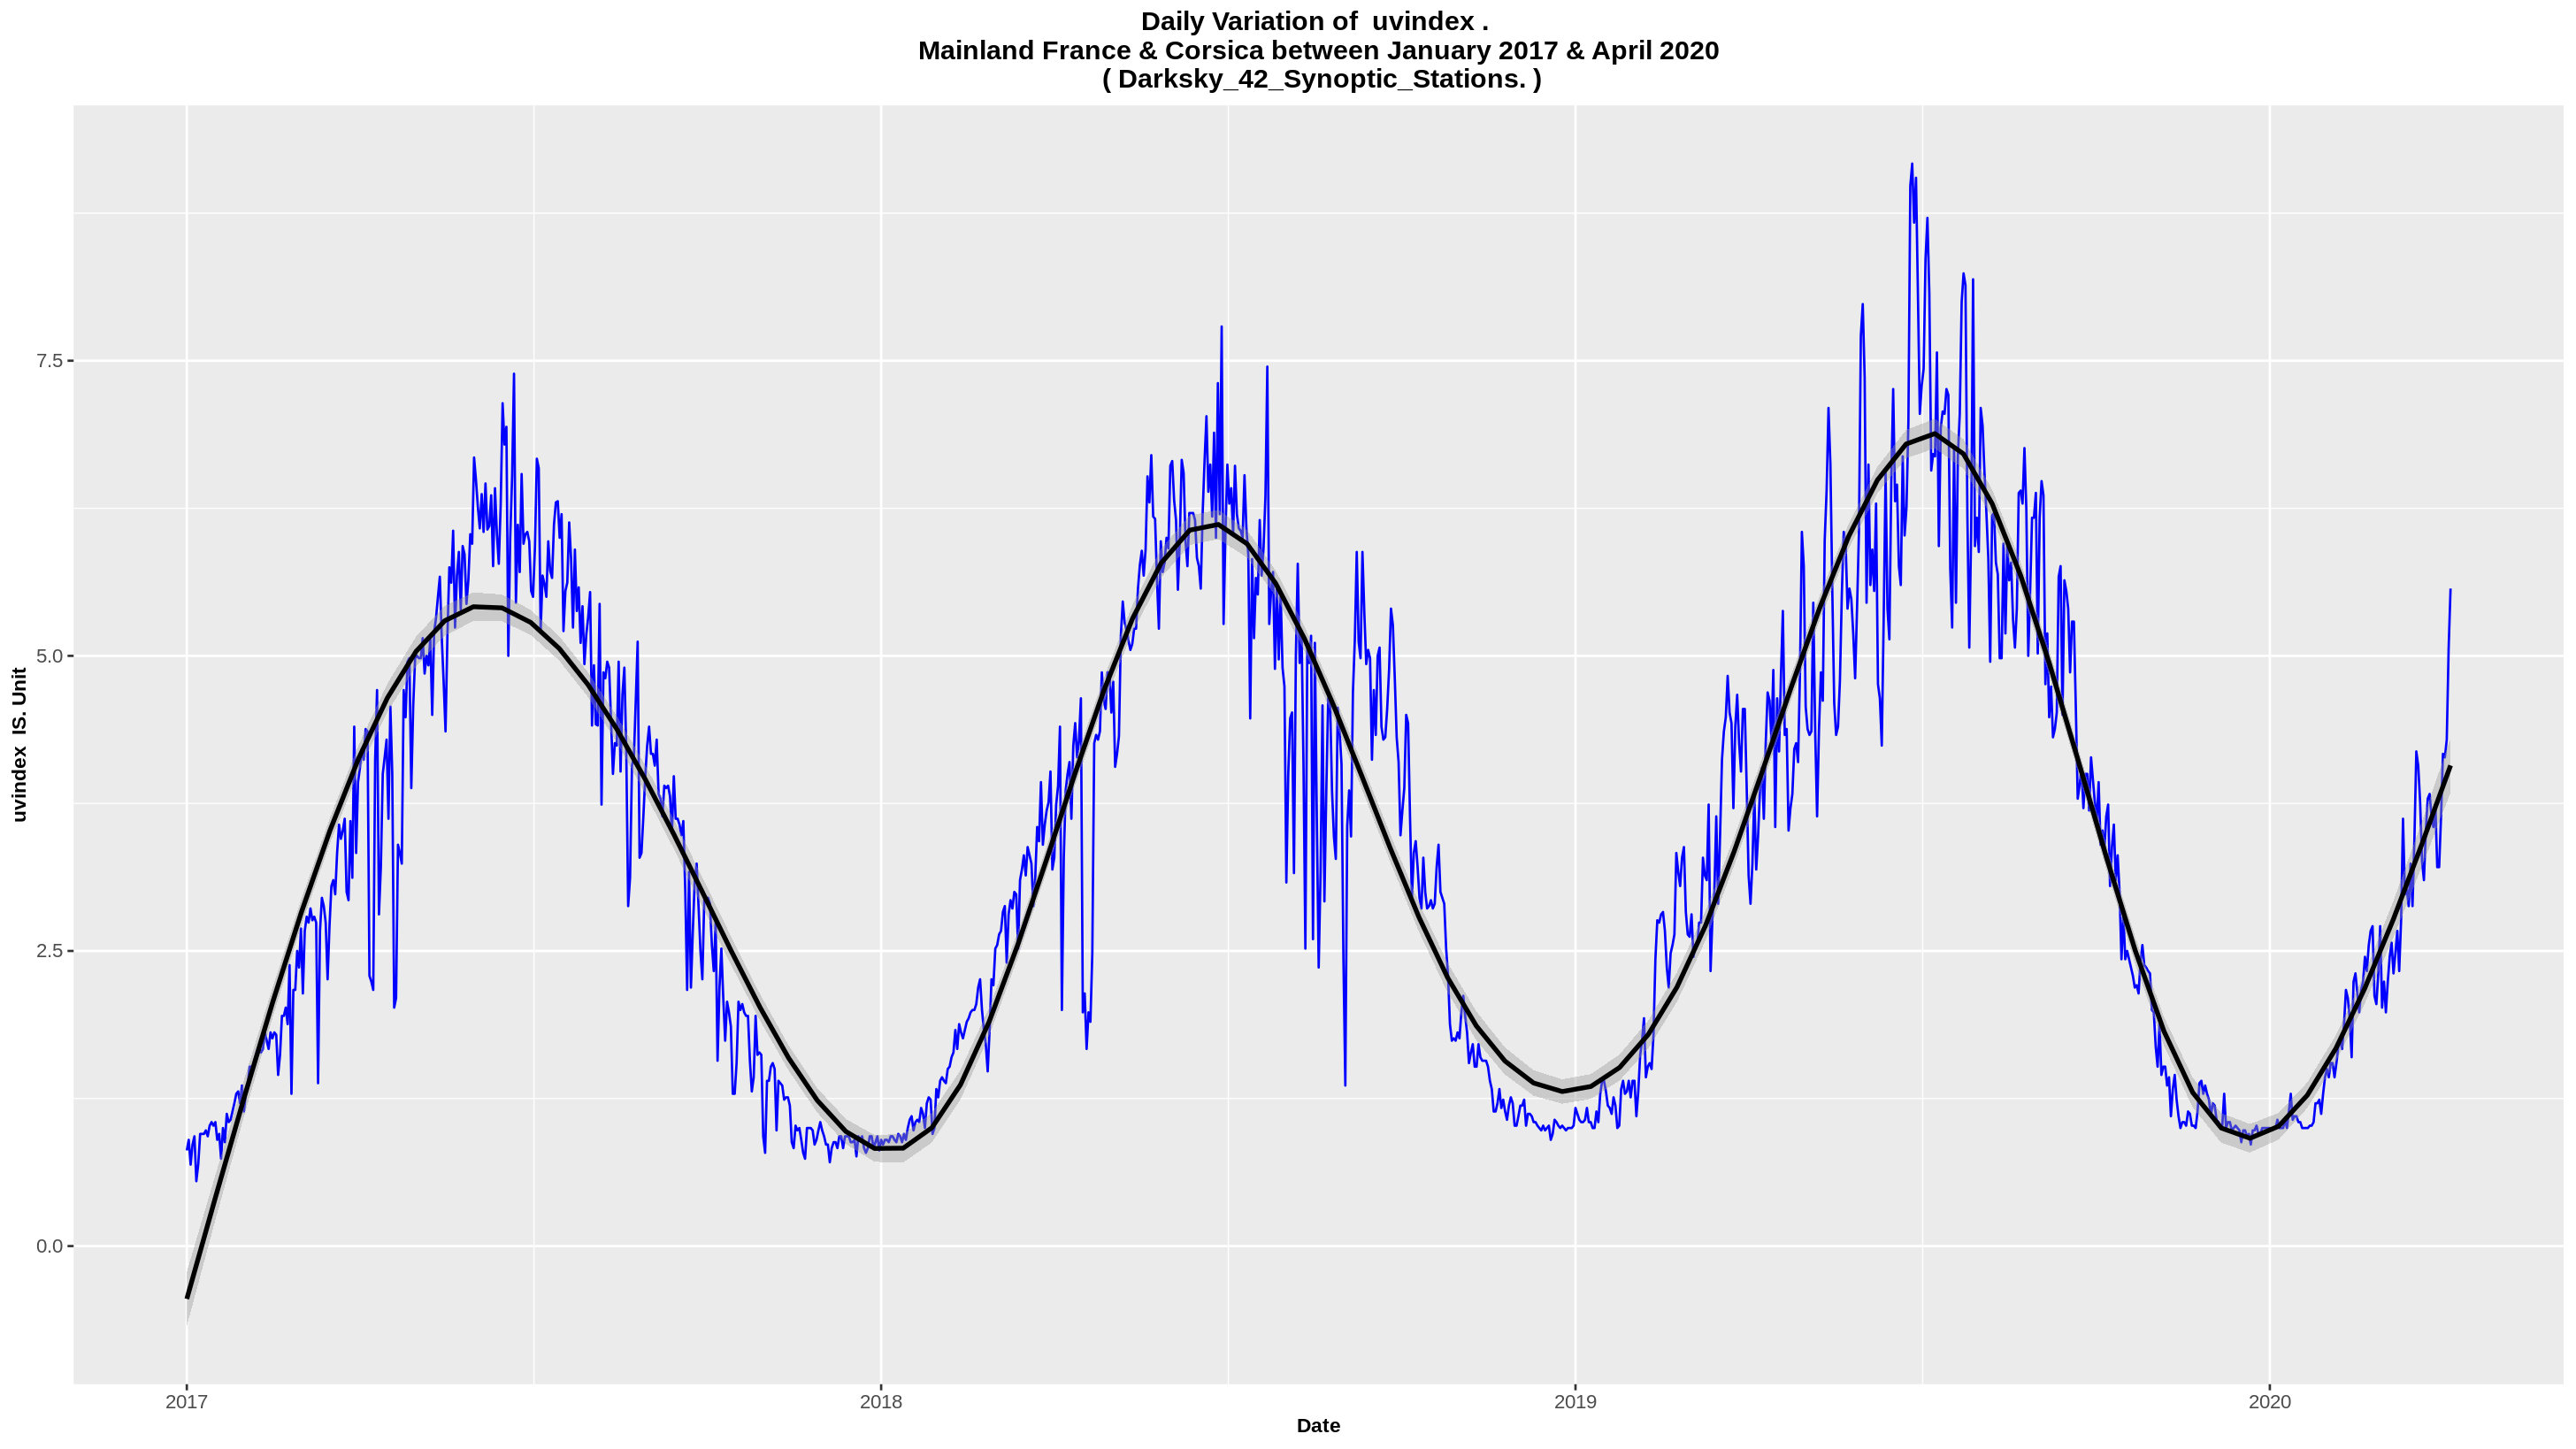 Daily Variation of  uvindex .
Mainland France & Corsica between January 2017 & April 2020
( Darksky_42_Synoptic_Stations. )
uvindex  IS. Unit
7.5
5.0
2.5
0.0
2017
2018
2019
2020
Date